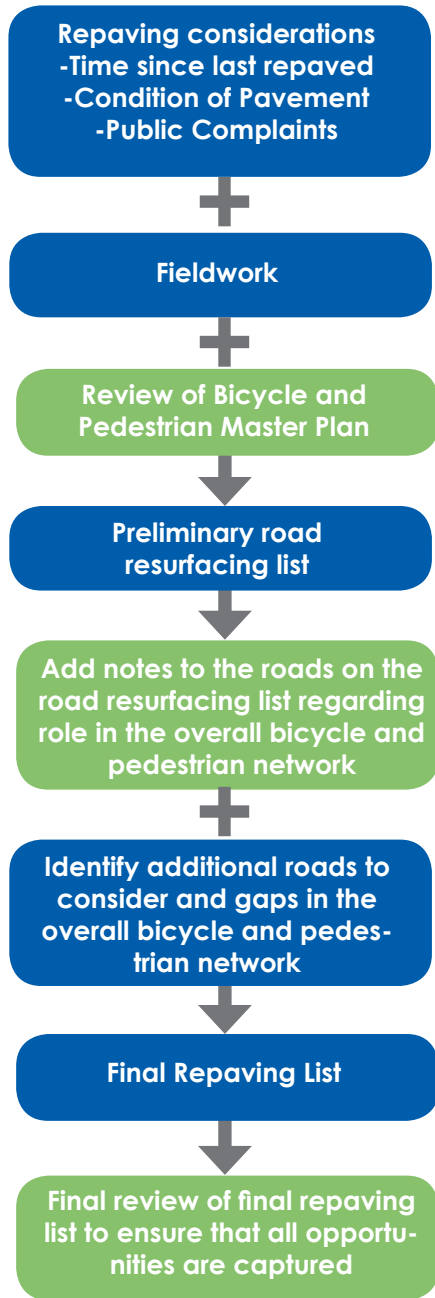 Repaving considerations
-Time since last repaved
-Condition of Pavement
-Public Complaints
Fieldwork
Review of Bicycle and
Pedestrian Master Plan
Preliminary road
resurfacing list
Add notes to the roads on the
road resurfacing list regarding
role in the overall bicycle and
pedestrian network
Identify additional roads to
consider and gaps in the
overall bicycle and pedes-
trian network
Final Repaving List
Final review of final repaving
list to ensure that all opportu-
nities are captured